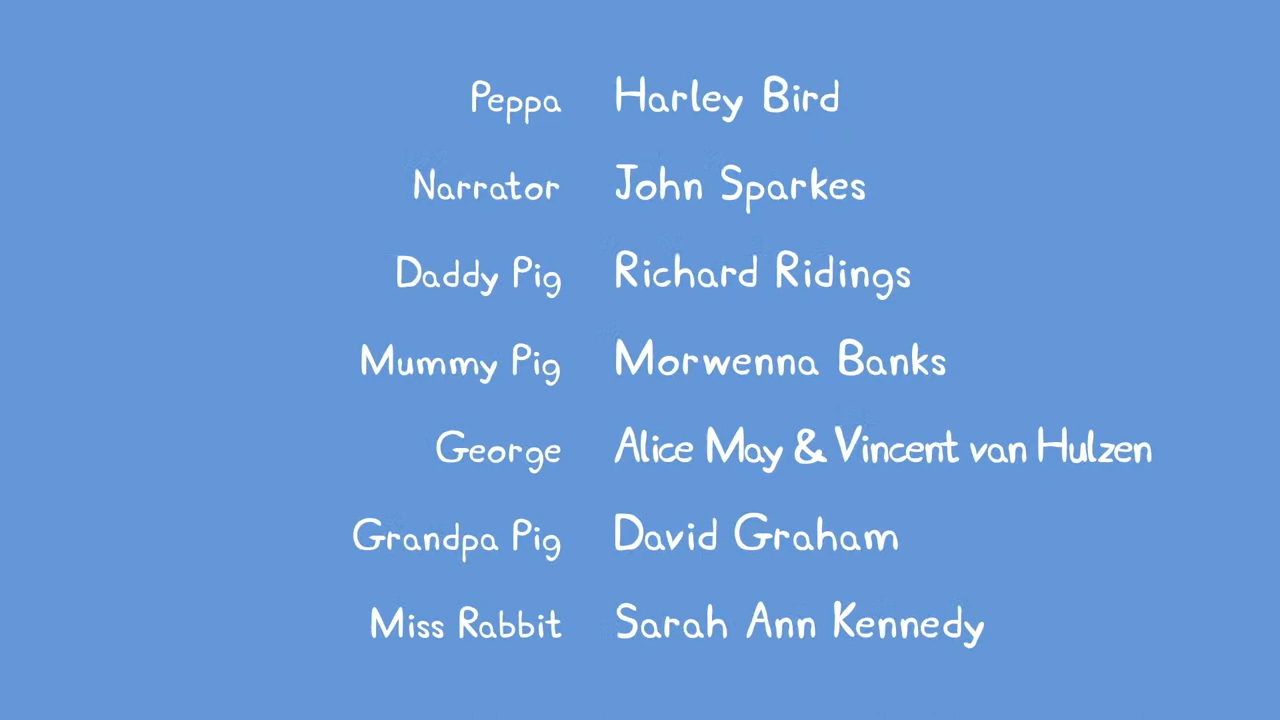 Peppa Harley Bird
Narrator John Sparkes
Daddy Pig Richard Ridings
Mummy Pig Morwenna Banks
George Alice May & Vincent van Hulzen
Grandpa Pig David Graham
Miss Rabbit Sarah Ann Kennedy